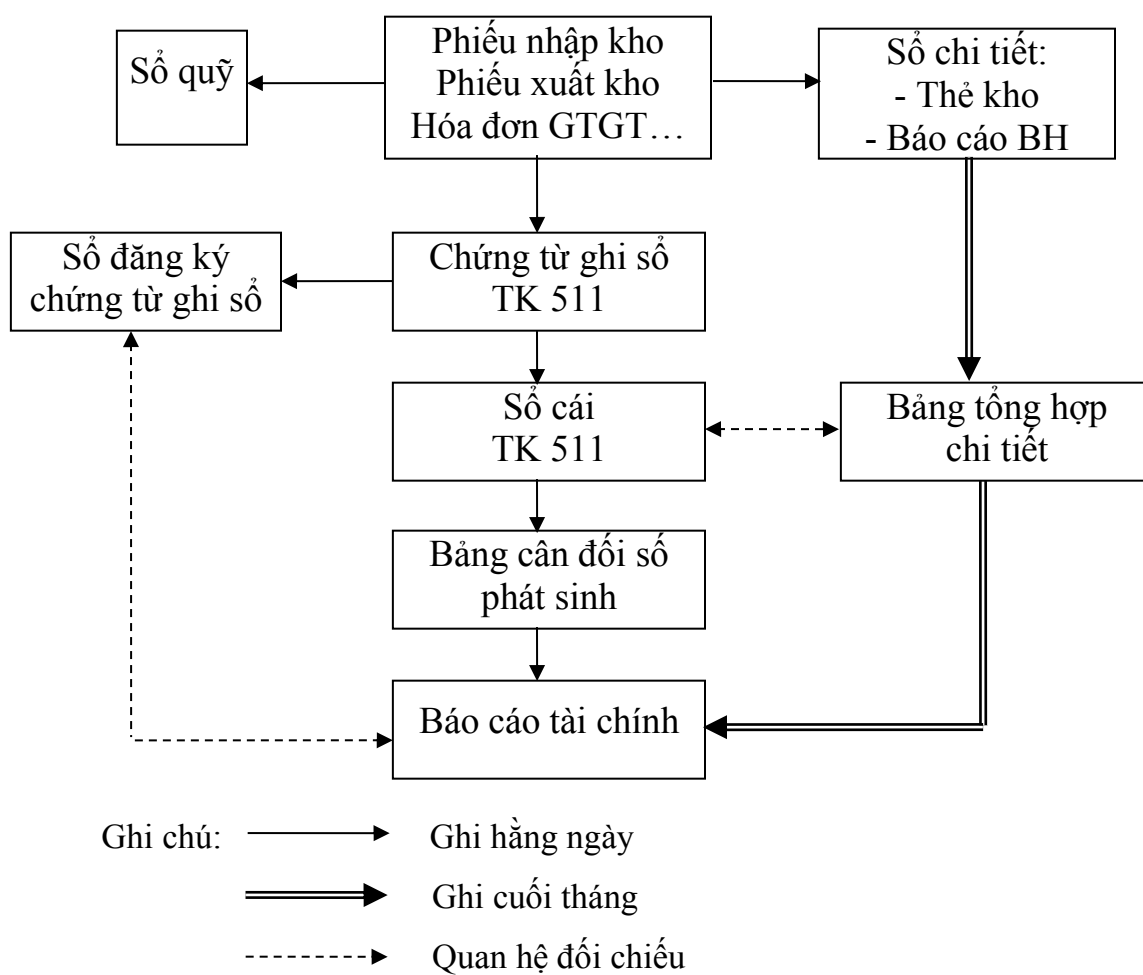 Sổ quỹ
Phiếu nhập kho
Phiếu xuất kho
Hóa đơn GTGT…
Sổ chi tiết:
- Thẻ kho
- Báo cáo BH
Sổ đăng ký
chứng từ ghi sổ
Chứng từ ghi sổ
TK 511
Sổ cái
TK 511
Bảng tổng hợp
chi tiết
Bảng cân đối số
phát sinh
Báo cáo tài chính
Ghi chú:
Ghi hằng ngày
Ghi cuối tháng
Quan hệ đối chiếu